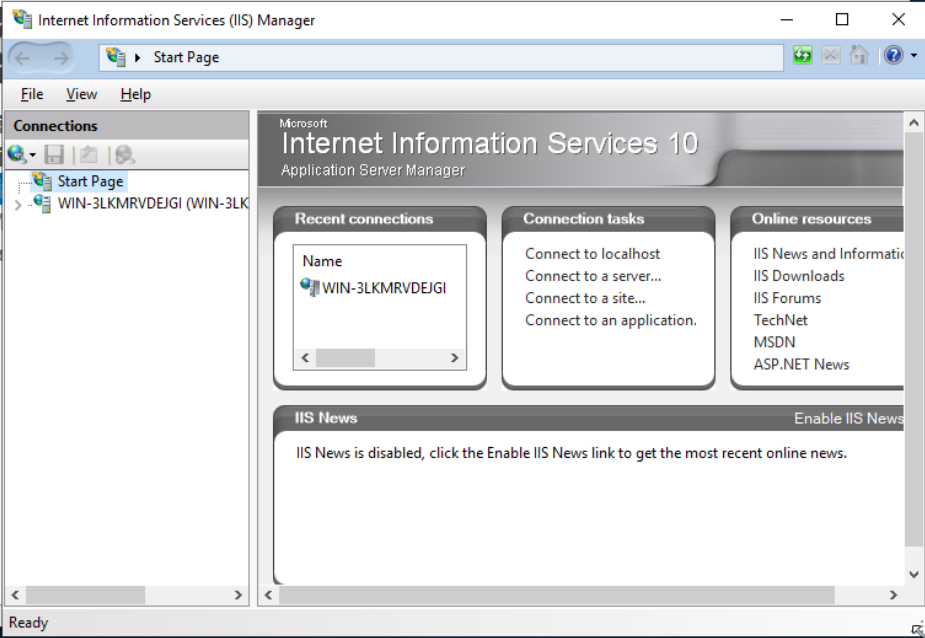 Internet Information Services (IIS) Manager
Start Page
File View Help
Connections
Start Page
WIN-3LKMRVDEJGI (WIN-3LK
Microsoft
Internet Information Services 10
Application Server Manager
Recent connections
Name
WIN-3LKMRVDEJGI
Connection tasks
Connect to localhost
Connect to a server...
Connect to a site...
Connect to an application.
Online resources
IIS News and Informatio
IIS Downloads
IIS Forums
TechNet
MSDN
ASP.NET News
IIS News
Enable IIS News
IIS News is disabled, click the Enable IIS News link to get the most recent online news.
Ready